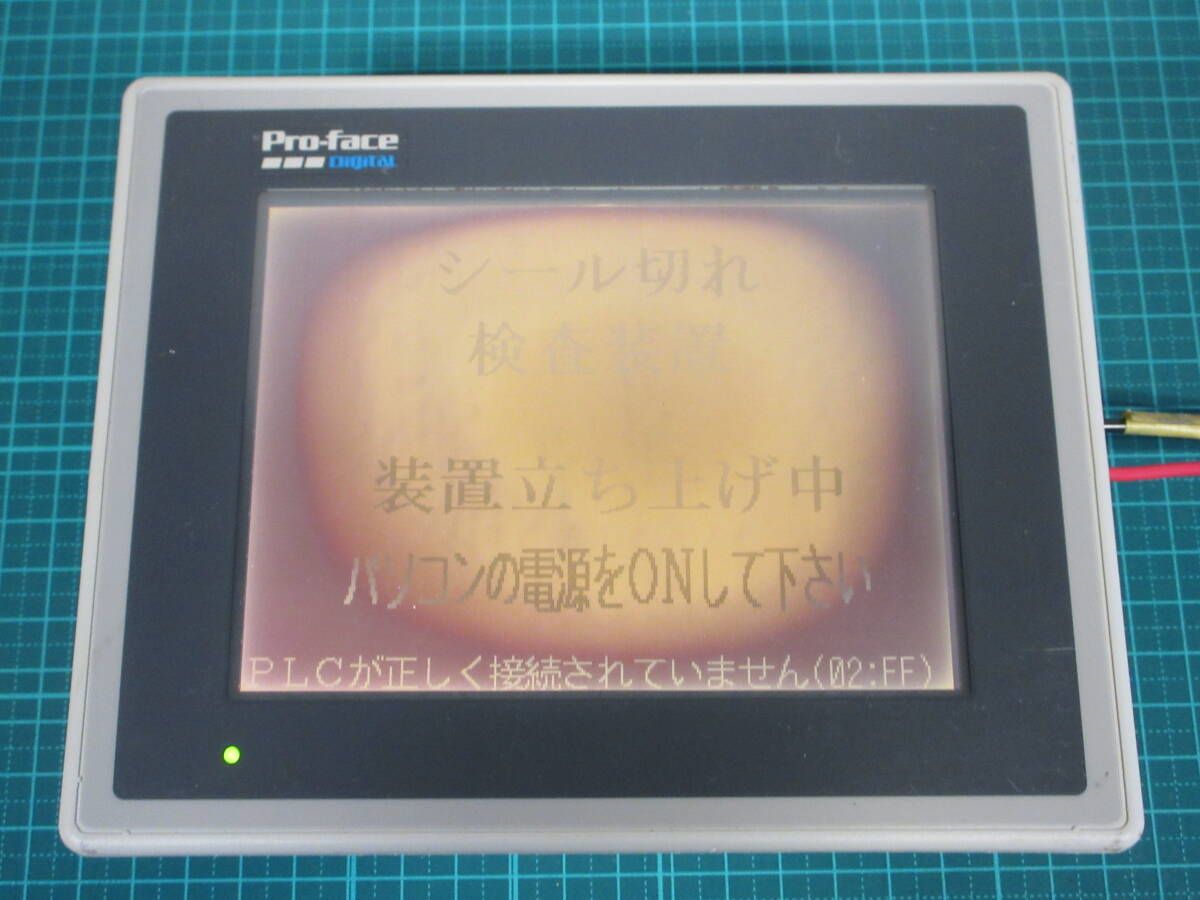 Pro-face
Digital
シール切れ
検査装置
装置立ち上げ中
パソコンの電源をONして下さい
PLCが正しく接続されていません(02:FF)